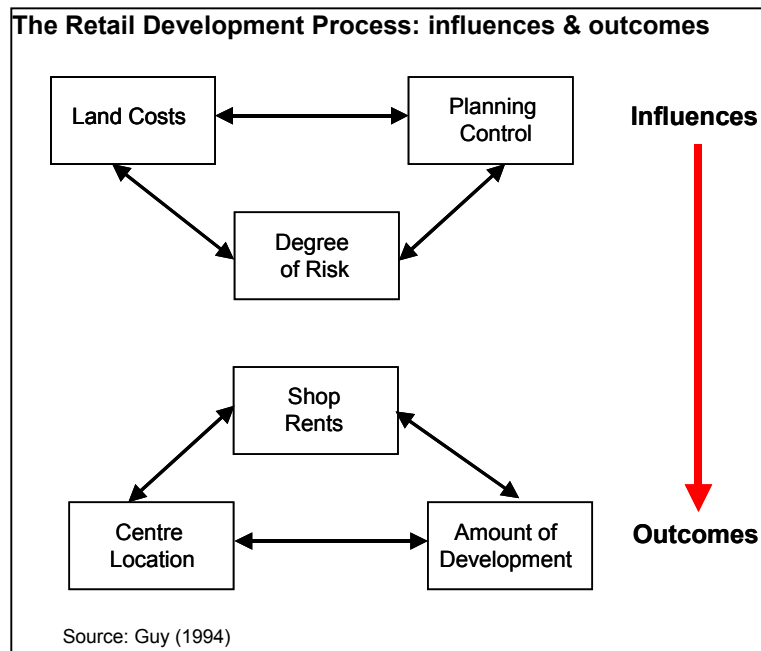 The Retail Development Process: influences & outcomes
Land Costs
Planning
Control
Influences
Degree
of Risk
Shop
Rents
Centre
Location
Amount of
Development
Outcomes
Source: Guy (1994)